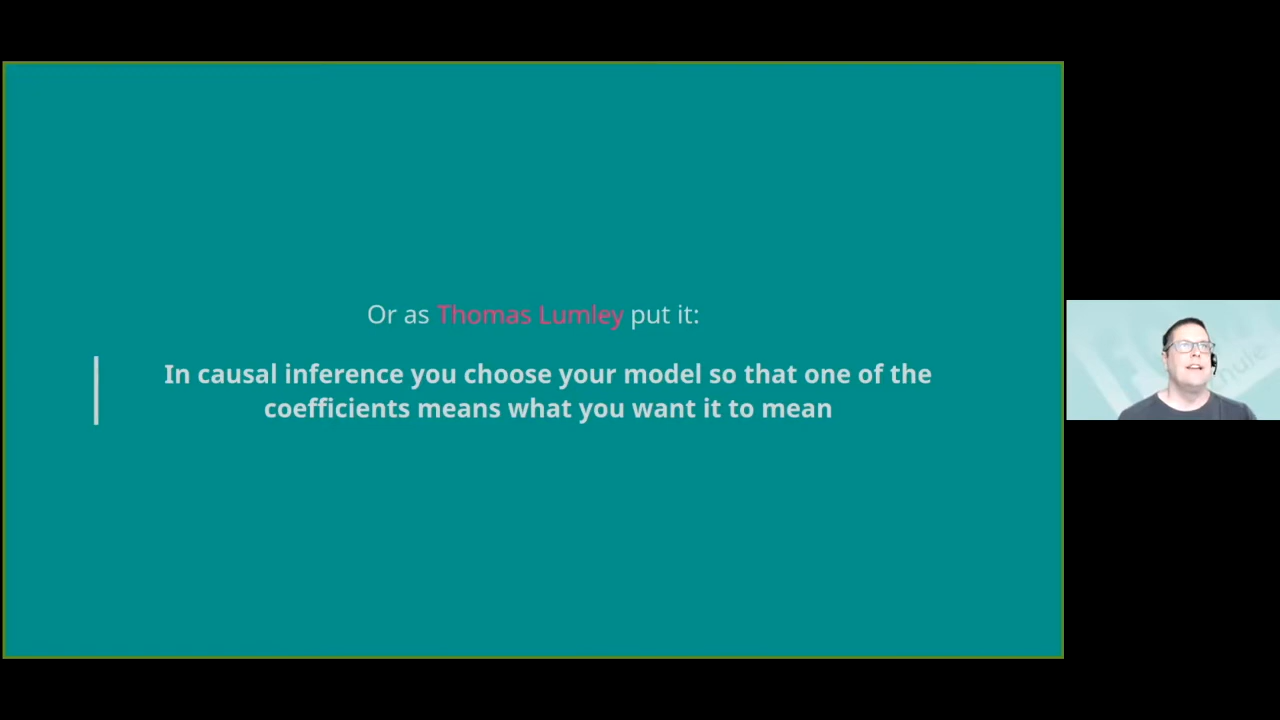 Or as Thomas Lumley put it:
In causal inference you choose your model so that one of the
coefficients means what you want it to mean